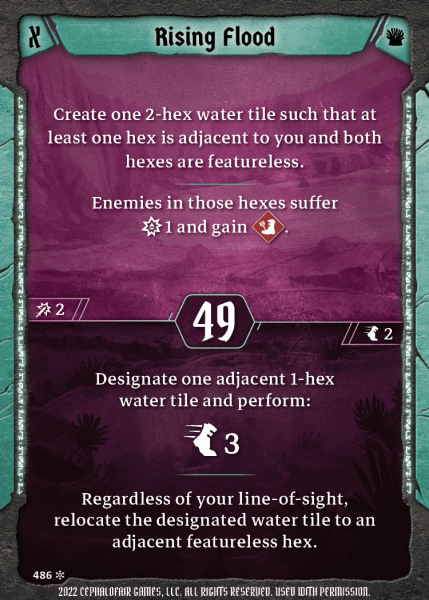 Rising Flood
Create one 2-hex water tile such that at
least one hex is adjacent to you and both
hexes are featureless.
Enemies in those hexes suffer
1 and gain .
2
49
2
Designate one adjacent 1-hex
water tile and perform:
3
Regardless of your line-of-sight,
relocate the designated water tile to an
adjacent featureless hex.
486
2022 CEPHALOFAIR GAMES, LLC. ALL RIGHTS RESERVED. USED WITH PERMISSION.